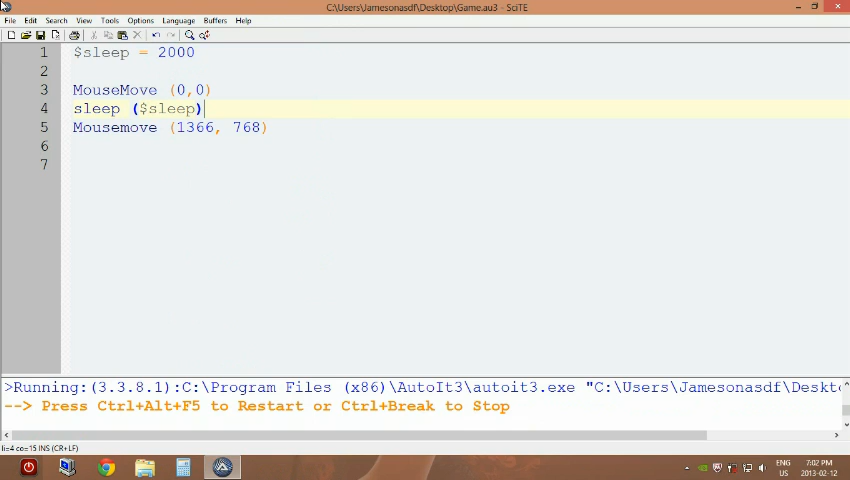 C:\Users\Jamesonasdf\Desktop\Game.au3 - SciTE
File Edit Search View Tools Options Language Buffers Help
1 $sleep = 2000
2
3 MouseMove (0,0)
4 sleep ($sleep)
5 Mousemove (1366, 768)
6
7
>Running:(3.3.8.1):C:\Program Files (x86)\AutoIt3\autoit3.exe "C:\Users\Jamesonasdf\Deskto
--> Press Ctrl+Alt+F5 to Restart or Ctrl+Break to Stop
li=4 co=15 INS (CR+LF)
ENG 7:02 PM
US 2013-02-12